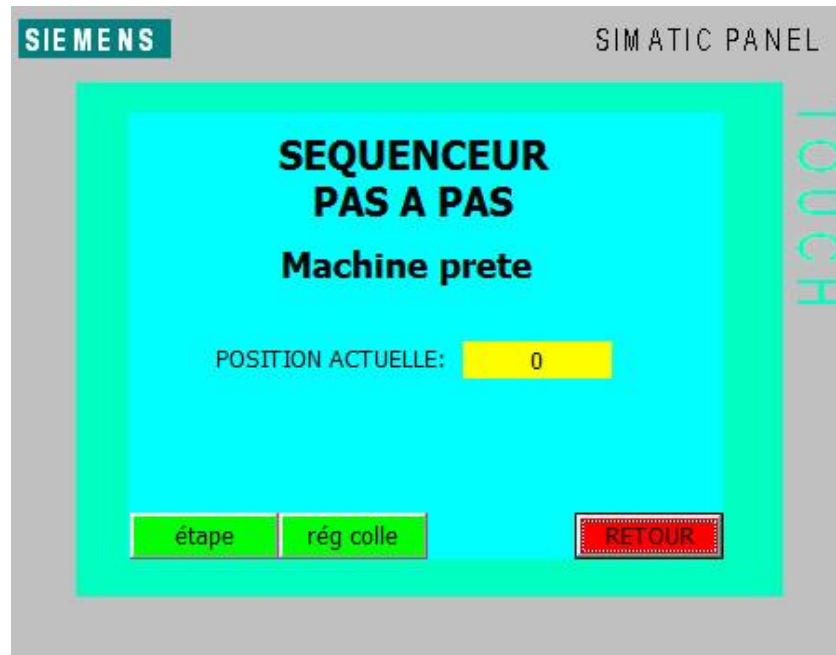 SIEMENS
SIMATIC PANEL
TOUCH
SEQUENCEUR
PAS A PAS
Machine prete
POSITION ACTUELLE: 0
étape rég colle RETOUR